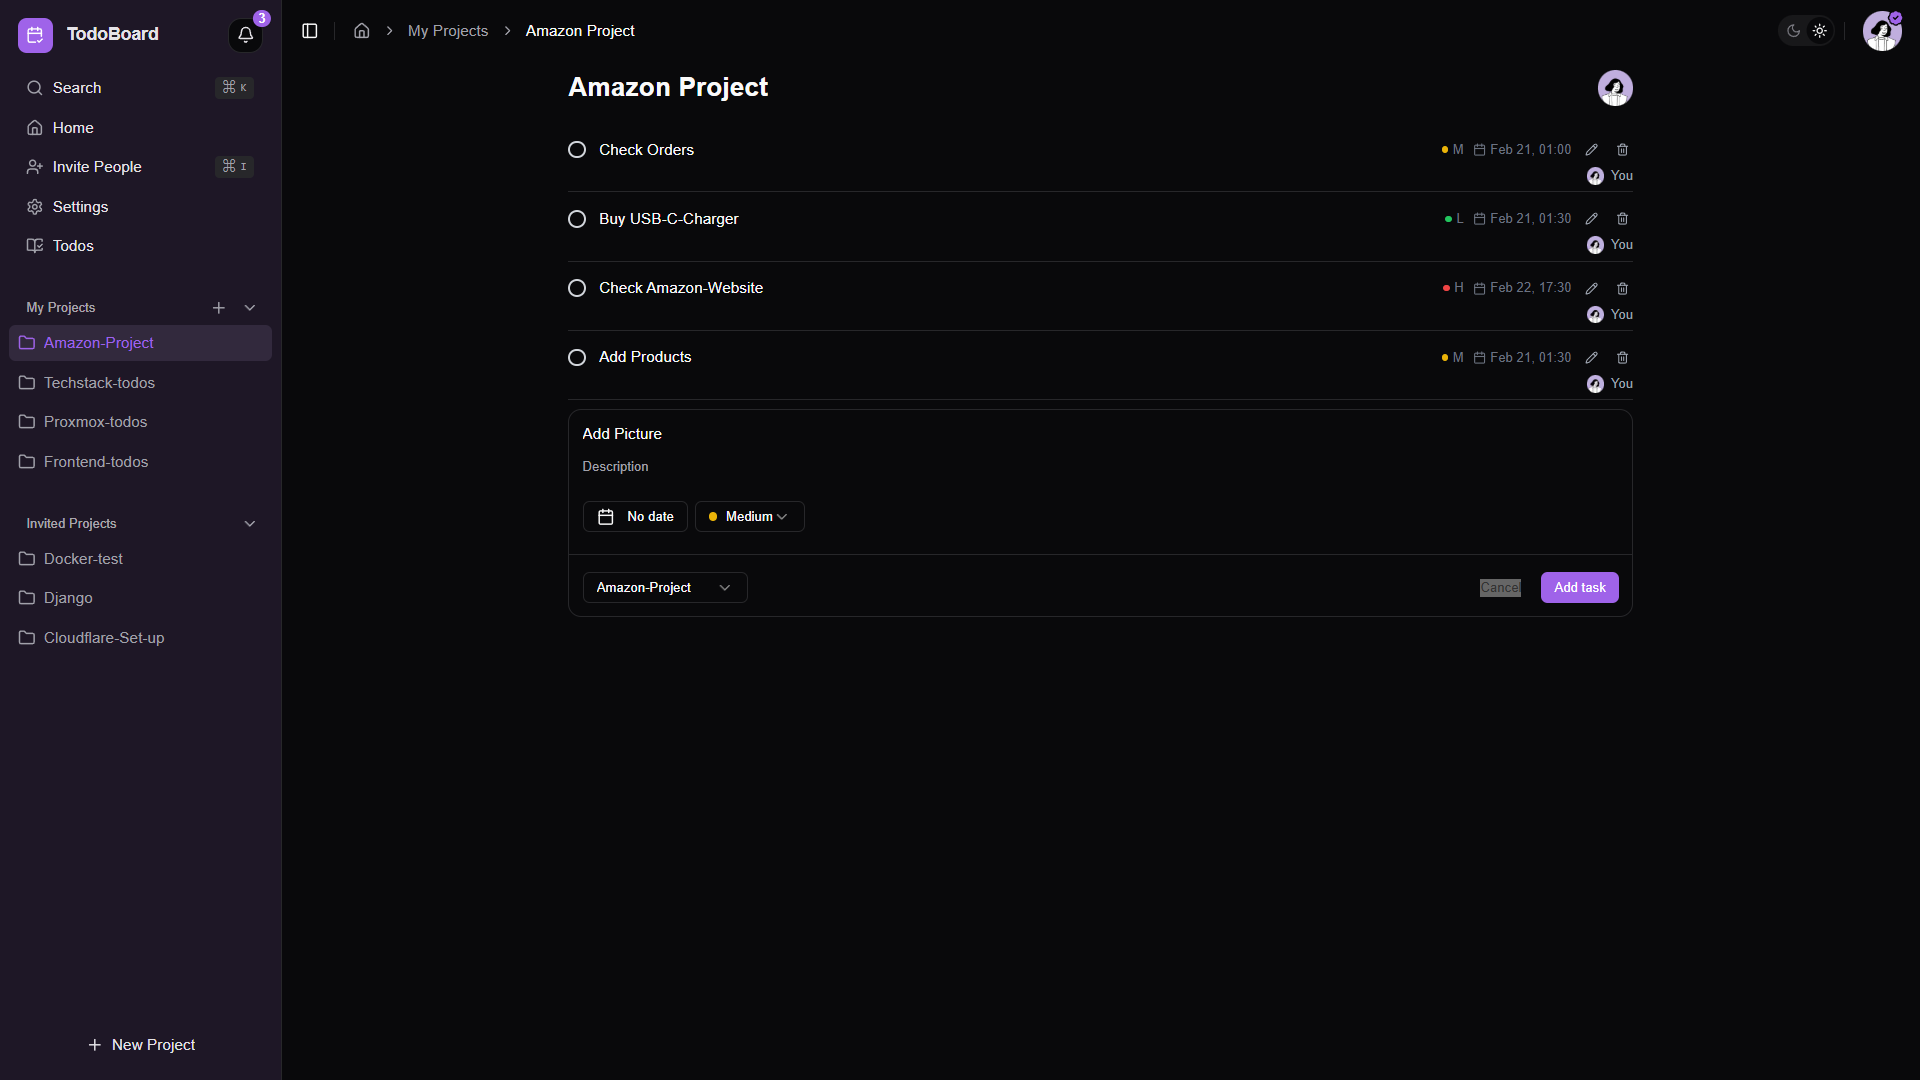 TodoBoard
3
Search
⌘ K
Home
Invite People
⌘ I
Settings
Todos
My Projects
Amazon-Project
Techstack-todos
Proxmox-todos
Frontend-todos
Invited Projects
Docker-test
Django
Cloudflare-Set-up
New Project
My Projects
Amazon Project
Amazon Project
Check Orders
M Feb 21, 01:00
You
Buy USB-C-Charger
L Feb 21, 01:30
You
Check Amazon-Website
H Feb 22, 17:30
You
Add Products
M Feb 21, 01:30
You
Add Picture
Description
No date
Medium
Amazon-Project
Cancel
Add task